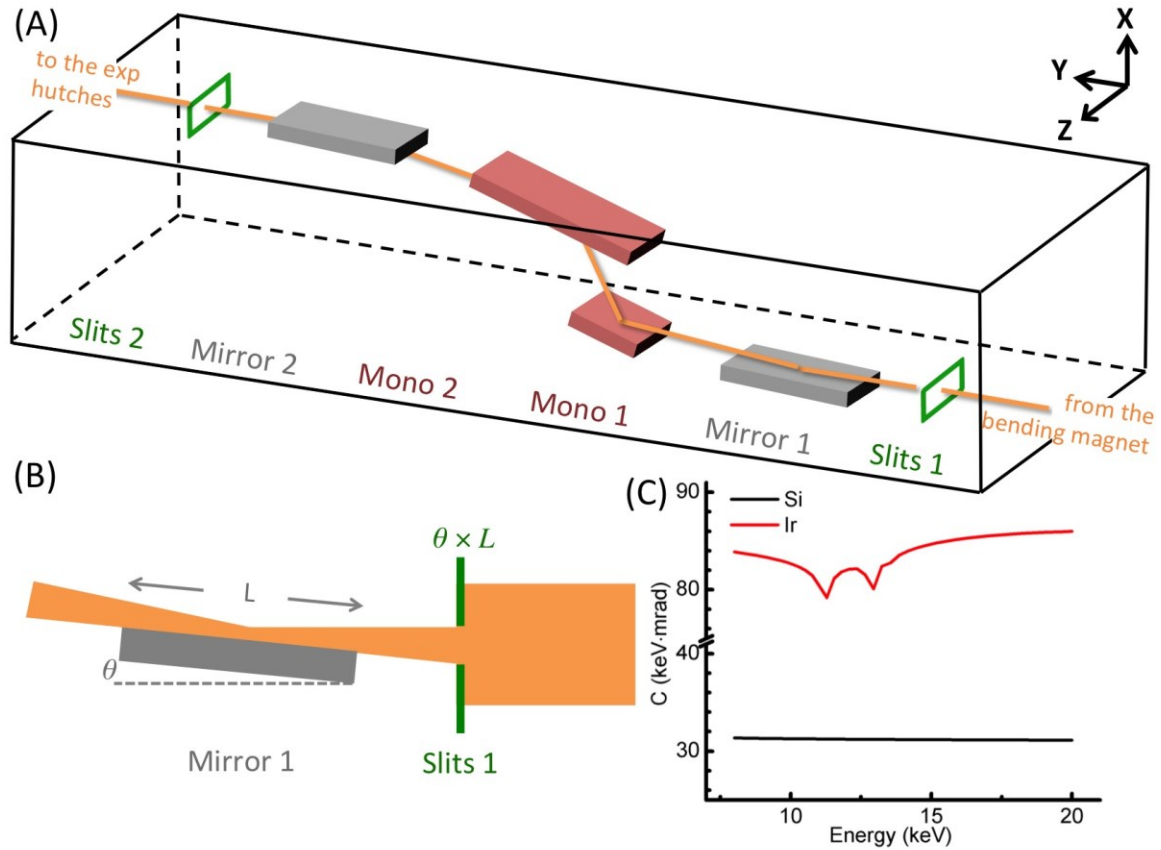 (A)
to the exp
hutches
X
Y
Z
Slits 2
Mirror 2
Mono 2
Mono 1
Mirror 1
Slits 1
from the
bending magnet
(B)
θ × L
L
θ
Mirror 1
Slits 1
(C)
Si
Ir
90
80
40
30
C (keV·mrad)
10
15
20
Energy (keV)